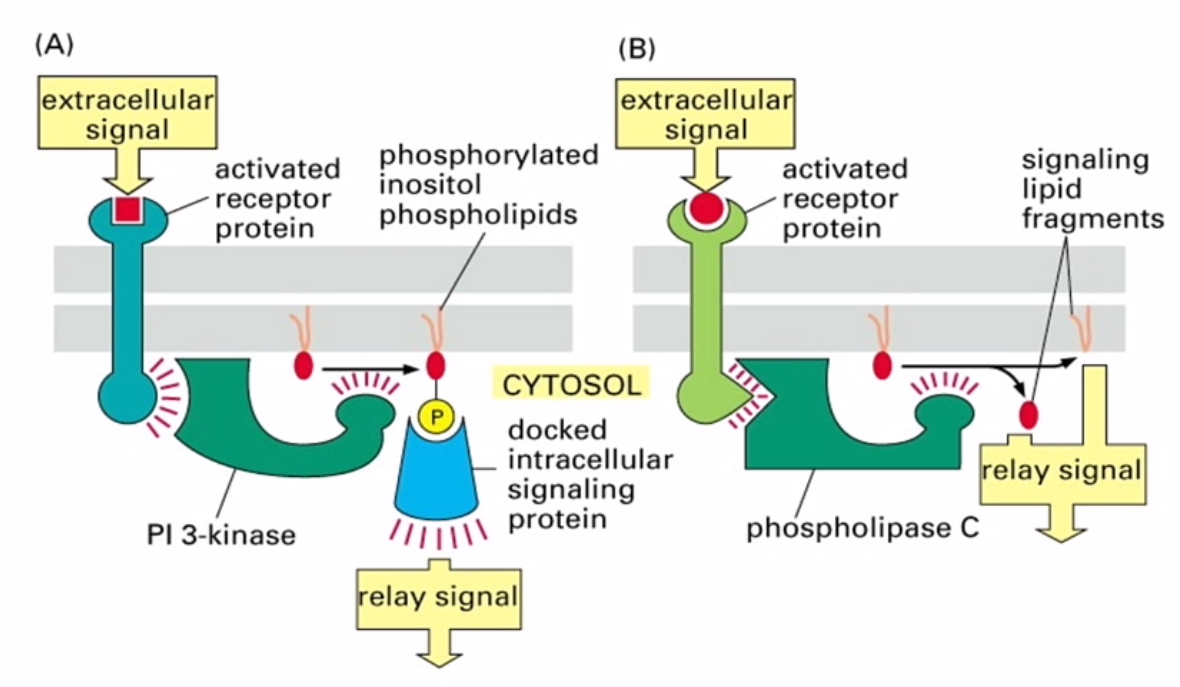 (A)
extracellular
signal
activated
receptor
protein
phosphorylated
inositol
phospholipids
P
docked
intracellular
signaling
protein
PI 3-kinase
relay signal
CYTOSOL
(B)
extracellular
signal
activated
receptor
protein
signaling
lipid
fragments
relay signal
phospholipase C